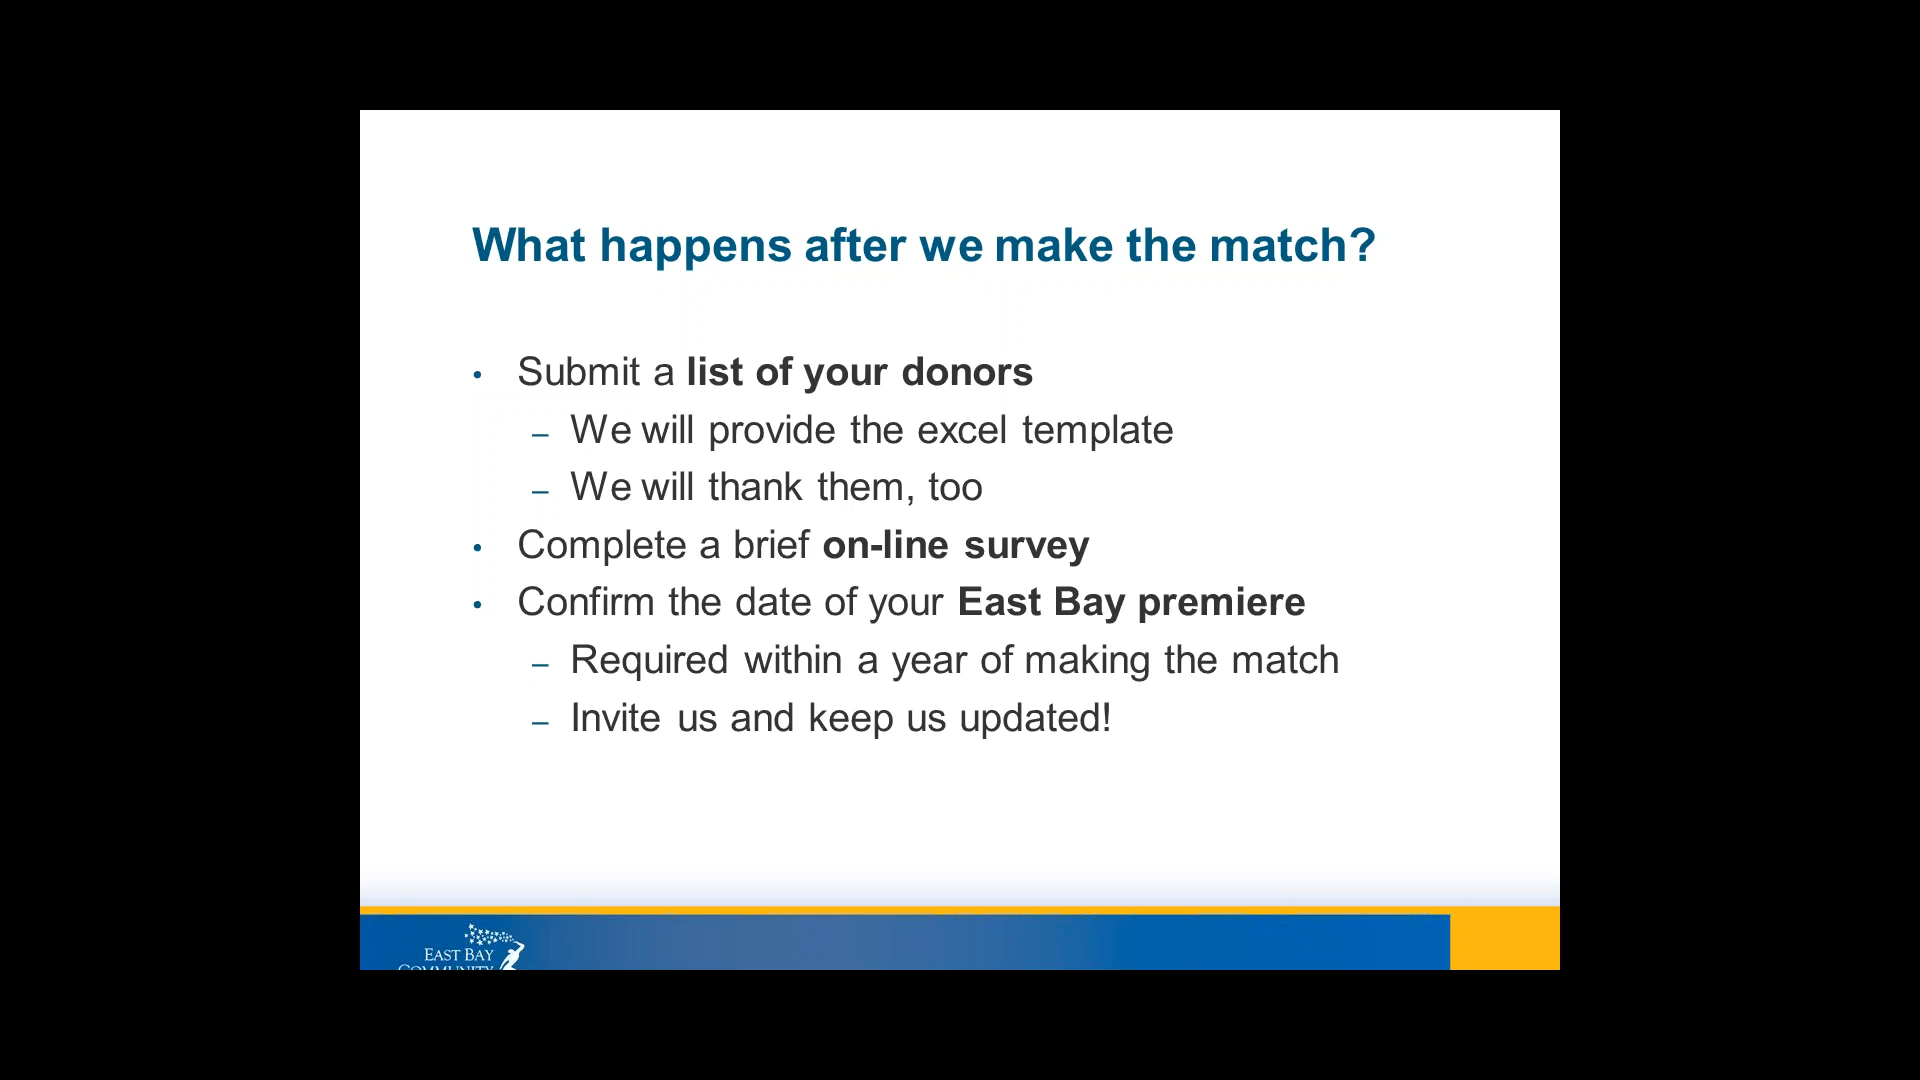 What happens after we make the match?
• Submit a list of your donors
– We will provide the excel template
– We will thank them, too
• Complete a brief on-line survey
• Confirm the date of your East Bay premiere
– Required within a year of making the match
– Invite us and keep us updated!
EAST BAY
COMMUNITY